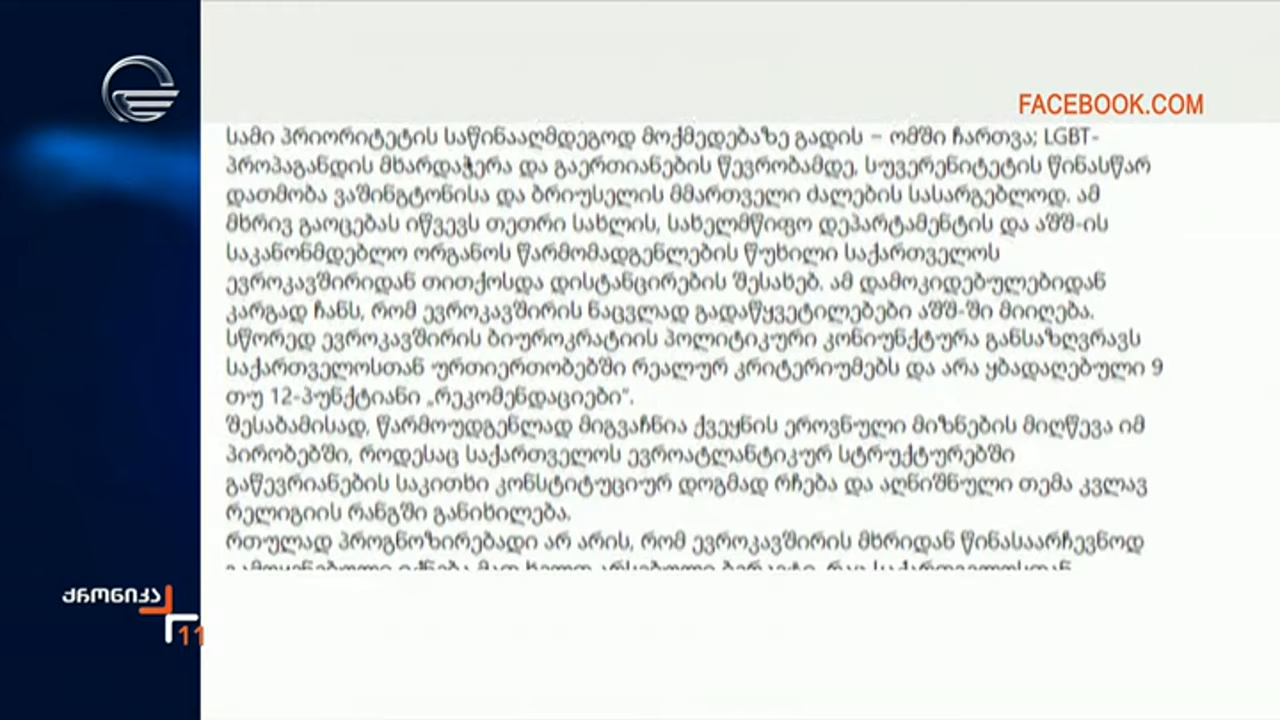 FACEBOOK.COM
სამი პრიორიტეტის საწინააღმდეგოდ მოქმედებაზე გადის – ომში ჩართვა; LGBT-
პროპაგანდის მხარდაჭერა და გაერთიანების წევრობამდე, სუვერენიტეტის წინასწარ
დათმობა ვაშინგტონისა და ბრიუსელის მმართველი ძალების სასარგებლოდ. ამ
მხრივ გაოცებას იწვევს თეთრი სახლის, სახელმწიფო დეპარტამენტის და აშშ-ის
საკანონმდებლო ორგანოს წარმომადგენლების წუხილი საქართველოს
ევროკავშირიდან თითქოსდა დისტანცირების შესახებ. ამ დამოკიდებულებიდან
კარგად ჩანს, რომ ევროკავშირის ნაცვლად გადაწყვეტილებები აშშ-ში მიიღება.
სწორედ ევროკავშირის ბიუროკრატიის პოლიტიკური კონიუნქტურა განსაზღვრავს
საქართველოსთან ურთიერთობებში რეალურ კრიტერიუმებს და არა ყბადაღებული 9
თუ 12-პუნქტიანი „რეკომენდაციები“.
შესაბამისად, წარმოუდგენლად მიგვაჩნია ქვეყნის ეროვნული მიზნების მიღწევა იმ
პირობებში, როდესაც საქართველოს ევროატლანტიკურ სტრუქტურებში
გაწევრიანების საკითხი კონსტიტუციურ დოგმად რჩება და აღნიშნული თემა კვლავ
რელიგიის რანგში განიხილება.
რთულად პროგნოზირებადი არ არის, რომ ევროკავშირის მხრიდან წინასაარჩევნოდ
ქრონიკა
11